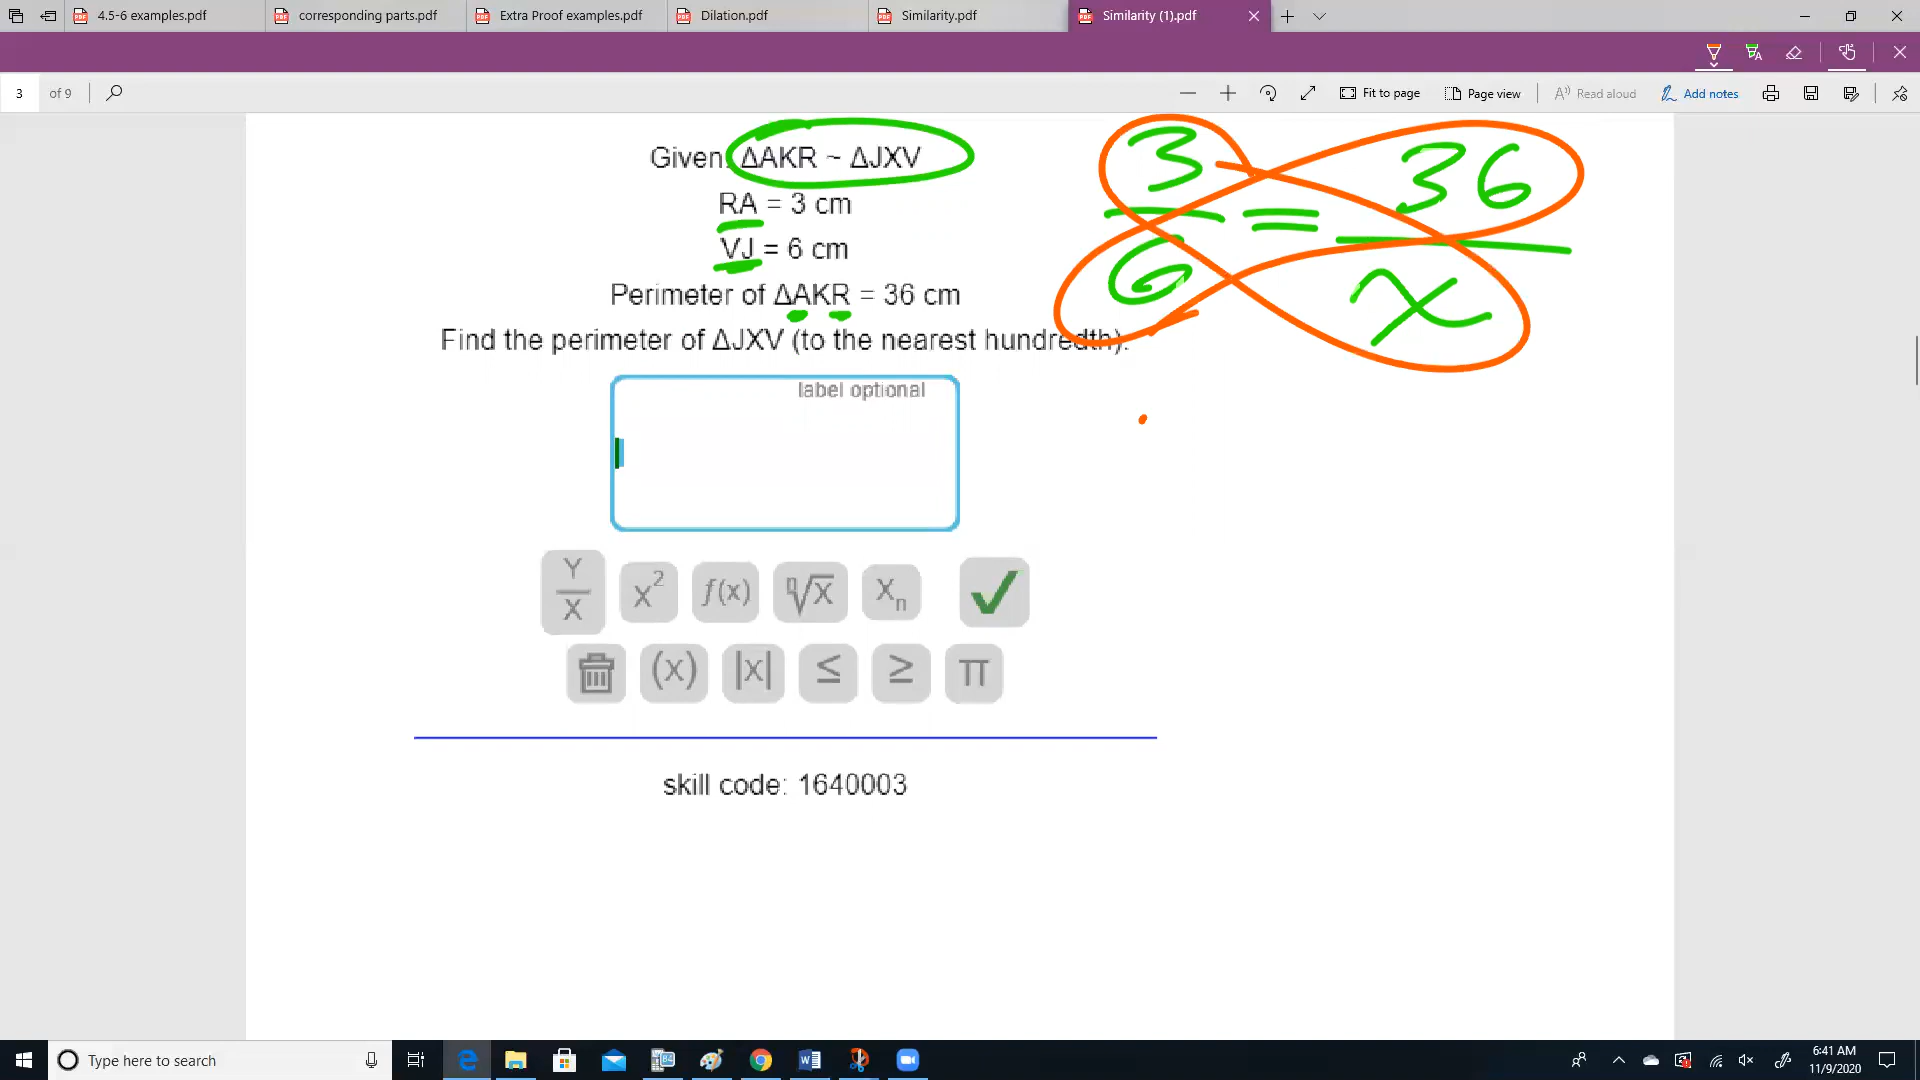 4.5-6 examples.pdf
corresponding parts.pdf
Extra Proof examples.pdf
Dilation.pdf
Similarity.pdf
Similarity (1).pdf
3 of 9
Fit to page
Page view
Read aloud
Add notes
Given: ΔAKR ~ ΔJXV
RA = 3 cm
VJ = 6 cm
Perimeter of ΔAKR = 36 cm
Find the perimeter of ΔJXV (to the nearest hundredth).
3 = 36
6 x
label optional
Y
X
x²
f(x)
ⁿ√x
Xₙ
(x)
|x|
≤
≥
π
skill code: 1640003
Type here to search
6:41 AM
11/9/2020